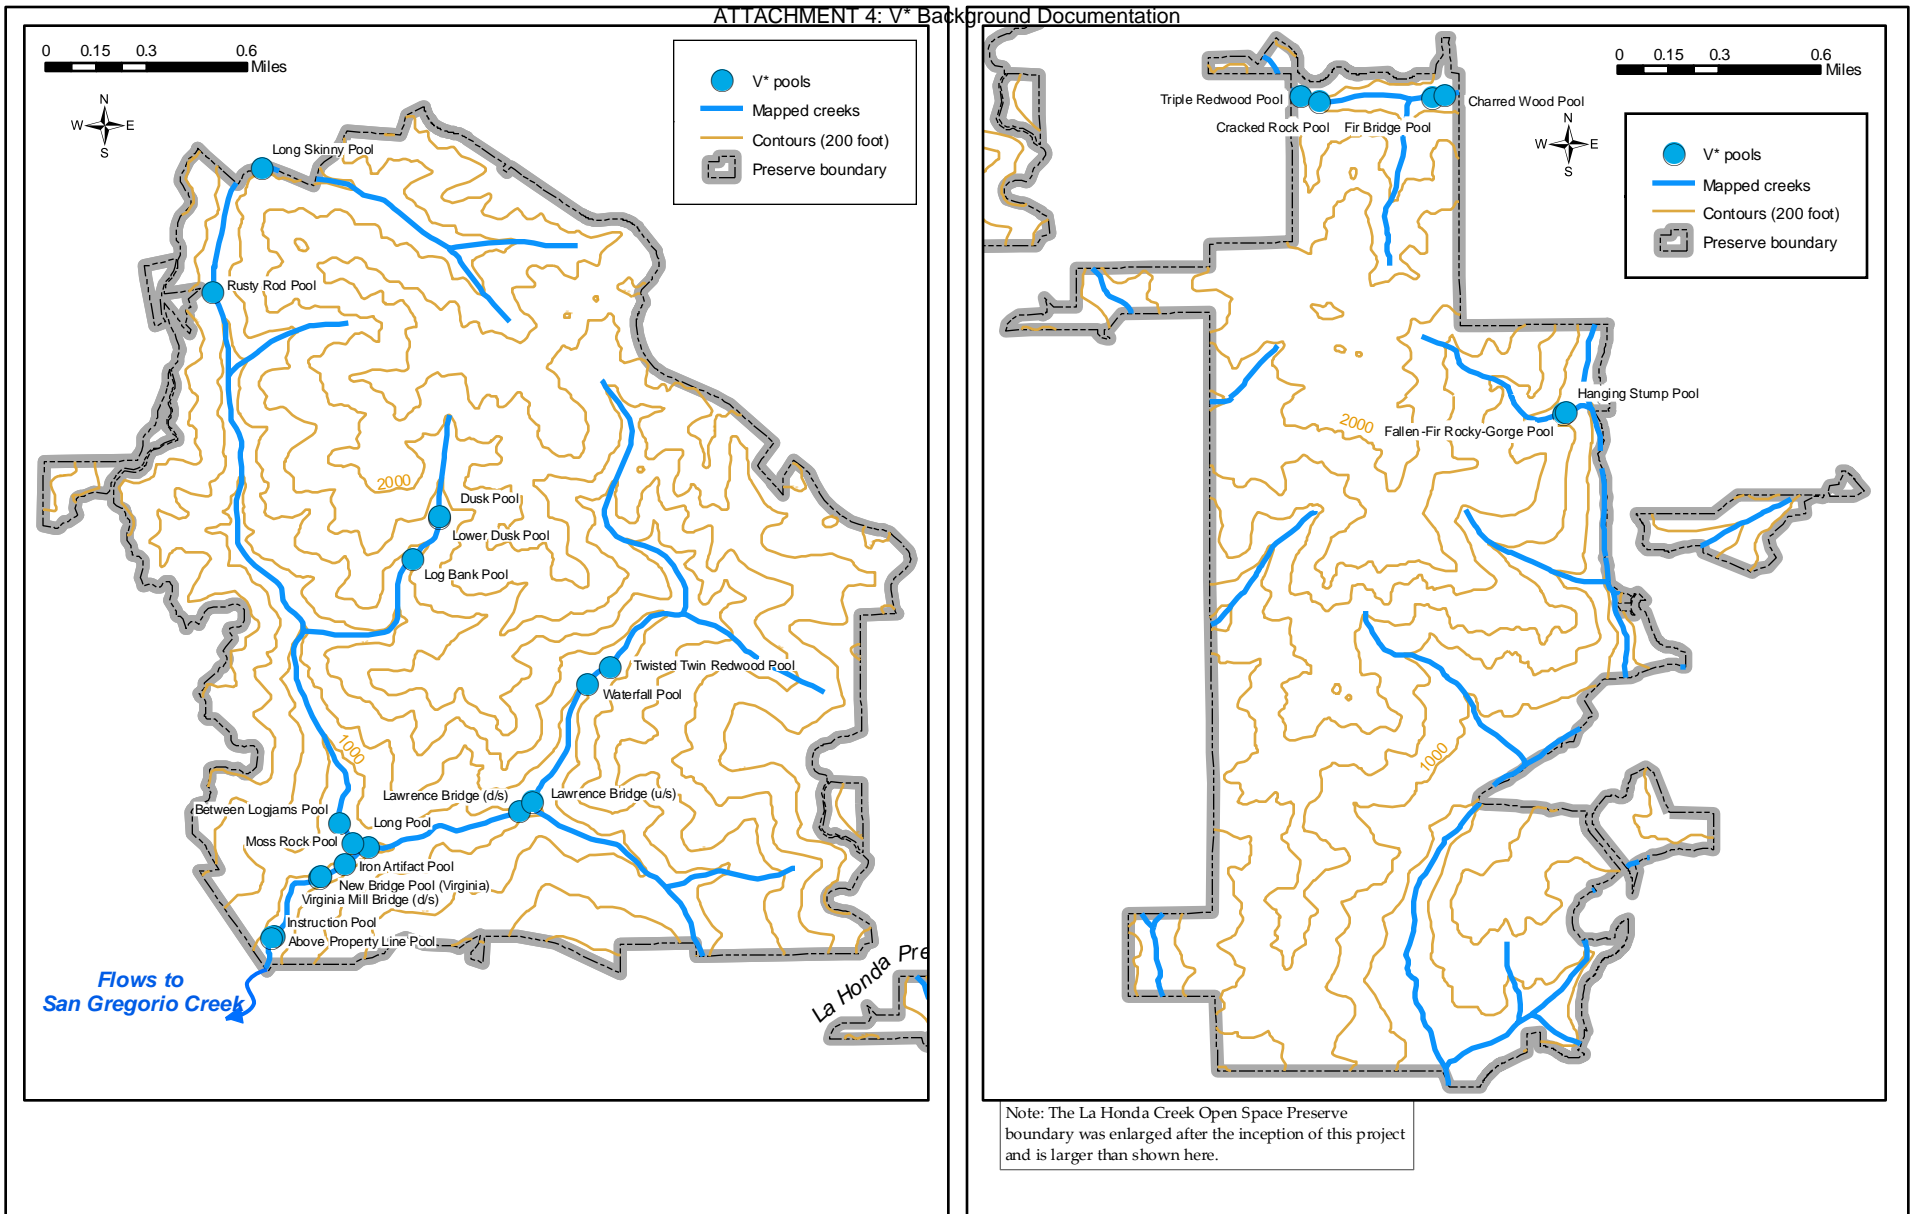 ATTACHMENT 4: V* Background Documentation
0 0.15 0.3 0.6
Miles
N
W E
S
V* pools
Mapped creeks
Contours (200 foot)
Preserve boundary
Long Skinny Pool
Rusty Rod Pool
2000
Dusk Pool
Lower Dusk Pool
Log Bank Pool
Twisted Twin Redwood Pool
Waterfall Pool
1000
Lawrence Bridge (d/s)
Lawrence Bridge (u/s)
Between Logjams Pool
Long Pool
Moss Rock Pool
Iron Artifact Pool
New Bridge Pool (Virginia)
Virginia Mill Bridge (d/s)
Instruction Pool
Above Property Line Pool
Flows to
San Gregorio Creek
La Honda Pre
0 0.15 0.3 0.6
Miles
Triple Redwood Pool
Charred Wood Pool
Cracked Rock Pool
Fir Bridge Pool
N
W E
S
V* pools
Mapped creeks
Contours (200 foot)
Preserve boundary
Hanging Stump Pool
2000
Fallen-Fir Rocky-Gorge Pool
1000
Note: The La Honda Creek Open Space Preserve
boundary was enlarged after the inception of this project
and is larger than shown here.